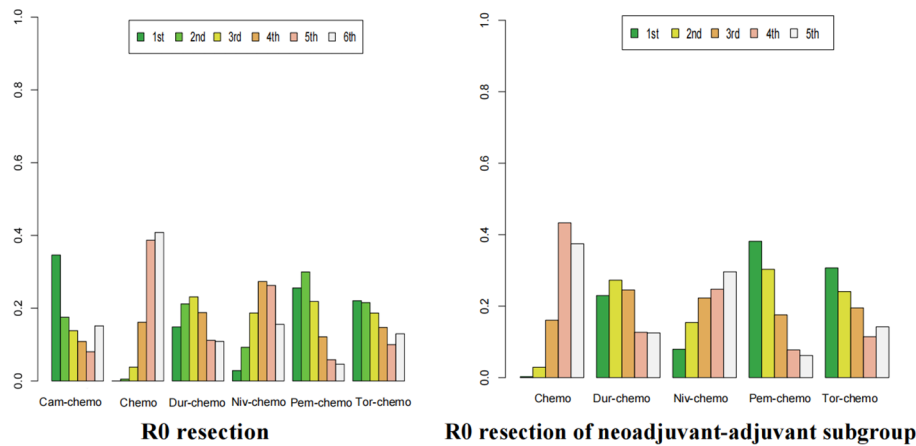 1st 2nd 3rd 4th 5th 6th
1.0
0.8
0.6
0.4
0.2
0.0
Cam-chemo Chemo Dur-chemo Niv-chemo Pem-chemo Tor-chemo
R0 resection
1st 2nd 3rd 4th 5th
1.0
0.8
0.6
0.4
0.2
0.0
Chemo Dur-chemo Niv-chemo Pem-chemo Tor-chemo
R0 resection of neoadjuvant-adjuvant subgroup